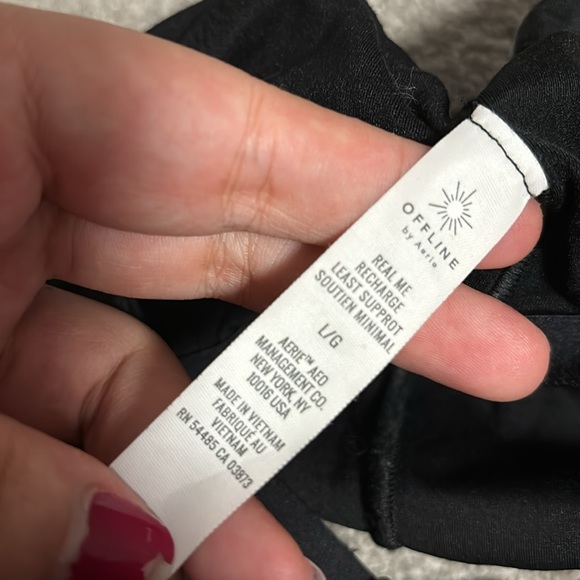 OFFLINE
by Aerie
REAL ME
RECHARGE
LEAST SUPPROT
SOUTIEN MINIMAL
L/G
AERIE™ AEO
MANAGEMENT CO.
NEW YORK, NY
10016 USA
MADE IN VIETNAM
FABRIQUÉ AU
VIETNAM
RN 54485 CA 03873